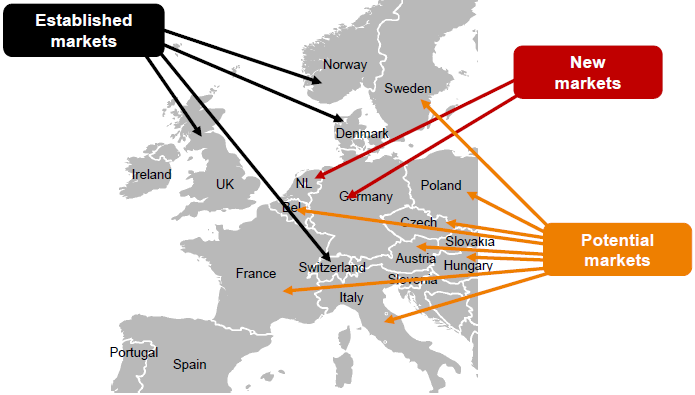 Established
markets
New
markets
Norway
Sweden
Denmark
Ireland
UK
NL
Germany
Poland
Bel
Czech
Slovakia
Potential
markets
Austria
Hungary
Switzerland
France
Slovenia
Italy
Portugal
Spain